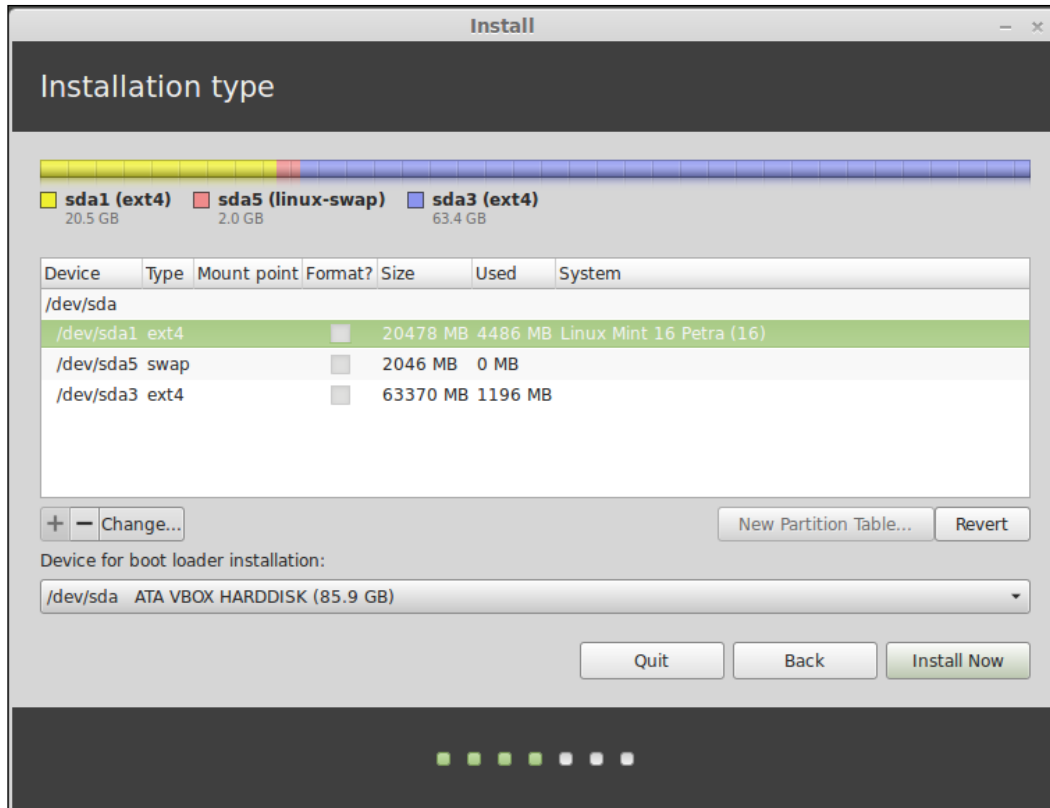 Install
Installation type
sda1 (ext4) sda5 (linux-swap) sda3 (ext4)
20.5 GB 2.0 GB 63.4 GB
Device Type Mount point Format? Size Used System
/dev/sda
/dev/sda1 ext4 20478 MB 4486 MB Linux Mint 16 Petra (16)
/dev/sda5 swap 2046 MB 0 MB
/dev/sda3 ext4 63370 MB 1196 MB
+ − Change... New Partition Table... Revert
Device for boot loader installation:
/dev/sda ATA VBOX HARDDISK (85.9 GB)
Quit Back Install Now